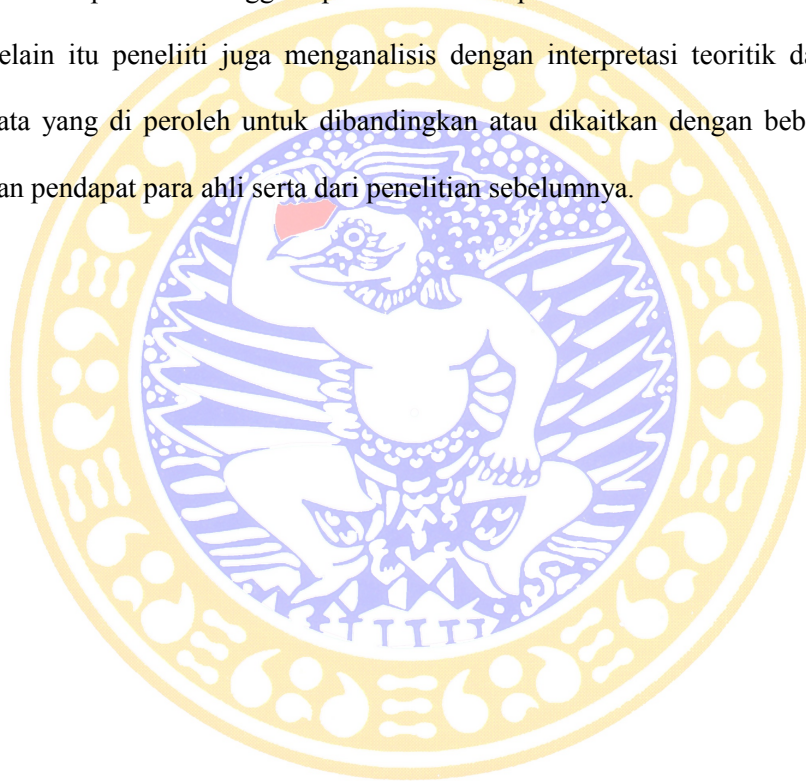 elain itu peneliiti juga menganalisis dengan interpretasi teoritik da
ata yang di peroleh untuk dibandingkan atau dikaitkan dengan beb
an pendapat para ahli serta dari penelitian sebelumnya.